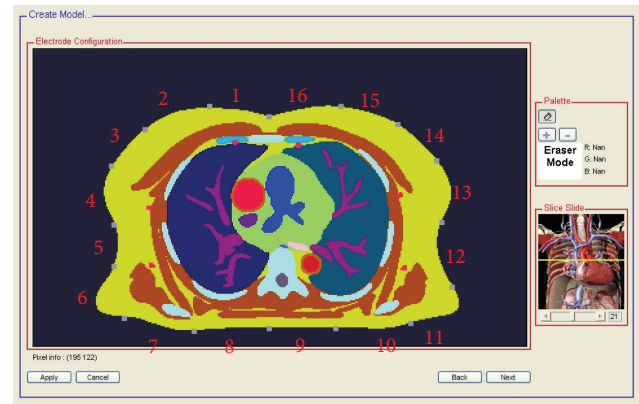 Create Model...
Electrode Configuration
1
2
3
4
5
6
7
8
9
10
11
12
13
14
15
16
Palette
+ -
Eraser
Mode
R: Nan
G: Nan
B: Nan
Slice Slide
21
Pixel info : (195 122)
Apply
Cancel
Back
Next